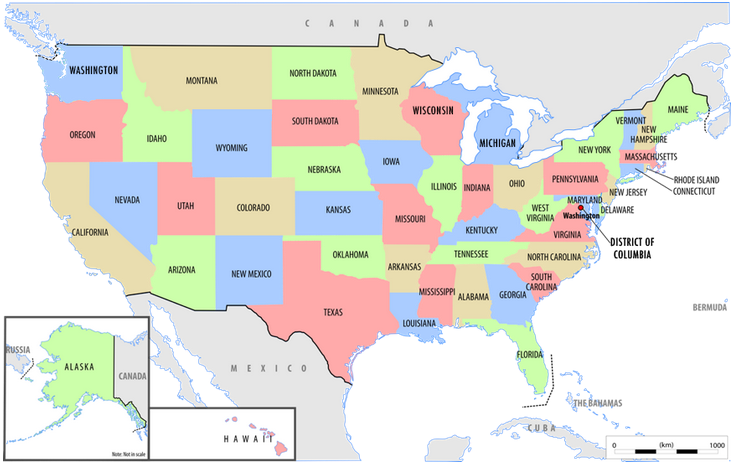 C A N A D A
WASHINGTON
MONTANA
NORTH DAKOTA
MINNESOTA
OREGON
IDAHO
WYOMING
SOUTH DAKOTA
WISCONSIN
MICHIGAN
VERMONT
MAINE
NEW
HAMPSHIRE
NEW YORK
MASSACHUSETTS
RHODE ISLAND
CONNECTICUT
NEVADA
UTAH
COLORADO
NEBRASKA
KANSAS
IOWA
ILLINOIS
INDIANA
OHIO
PENNSYLVANIA
NEW JERSEY
MARYLAND
DELAWARE
Washington
WEST
VIRGINIA
VIRGINIA
DISTRICT OF
COLUMBIA
CALIFORNIA
ARIZONA
NEW MEXICO
OKLAHOMA
MISSOURI
KENTUCKY
TENNESSEE
NORTH CAROLINA
SOUTH
CAROLINA
ARKANSAS
TEXAS
LOUISIANA
MISSISSIPPI
ALABAMA
GEORGIA
FLORIDA
BERMUDA
RUSSIA
ALASKA
CANADA
Note: Not in scale
M E X I C O
THE BAHAMAS
CUBA
H A W A I I
0 (km) 1000